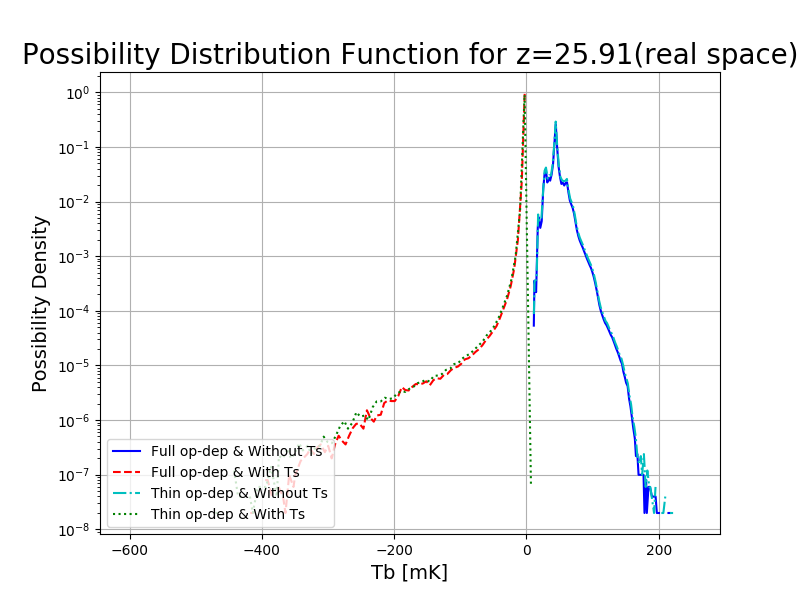 Possibility Distribution Function for z=25.91(real space)
Possibility Density
10⁰
10⁻¹
10⁻²
10⁻³
10⁻⁴
10⁻⁵
10⁻⁶
10⁻⁷
10⁻⁸
Full op-dep & Without Ts
Full op-dep & With Ts
Thin op-dep & Without Ts
Thin op-dep & With Ts
−600 −400 −200 0 200
Tb [mK]